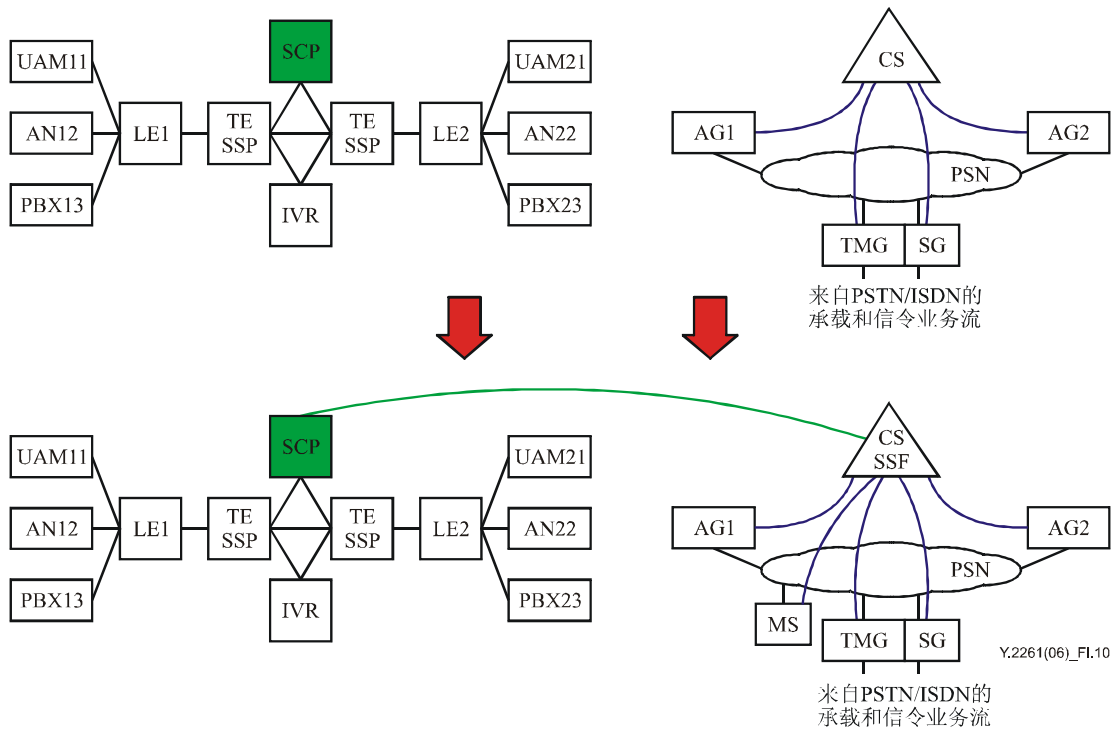 SCP
UAM11
UAM21
CS
AN12
LE1
TE
SSP
TE
SSP
LE2
AN22
AG1
AG2
PSN
PBX13
IVR
PBX23
TMG
SG
来自PSTN/ISDN的
承载和信令业务流
SCP
UAM11
UAM21
CS
SSF
AN12
LE1
TE
SSP
TE
SSP
LE2
AN22
AG1
AG2
PSN
PBX13
IVR
PBX23
MS
TMG
SG
Y.2261(06)_FI.10
来自PSTN/ISDN的
承载和信令业务流